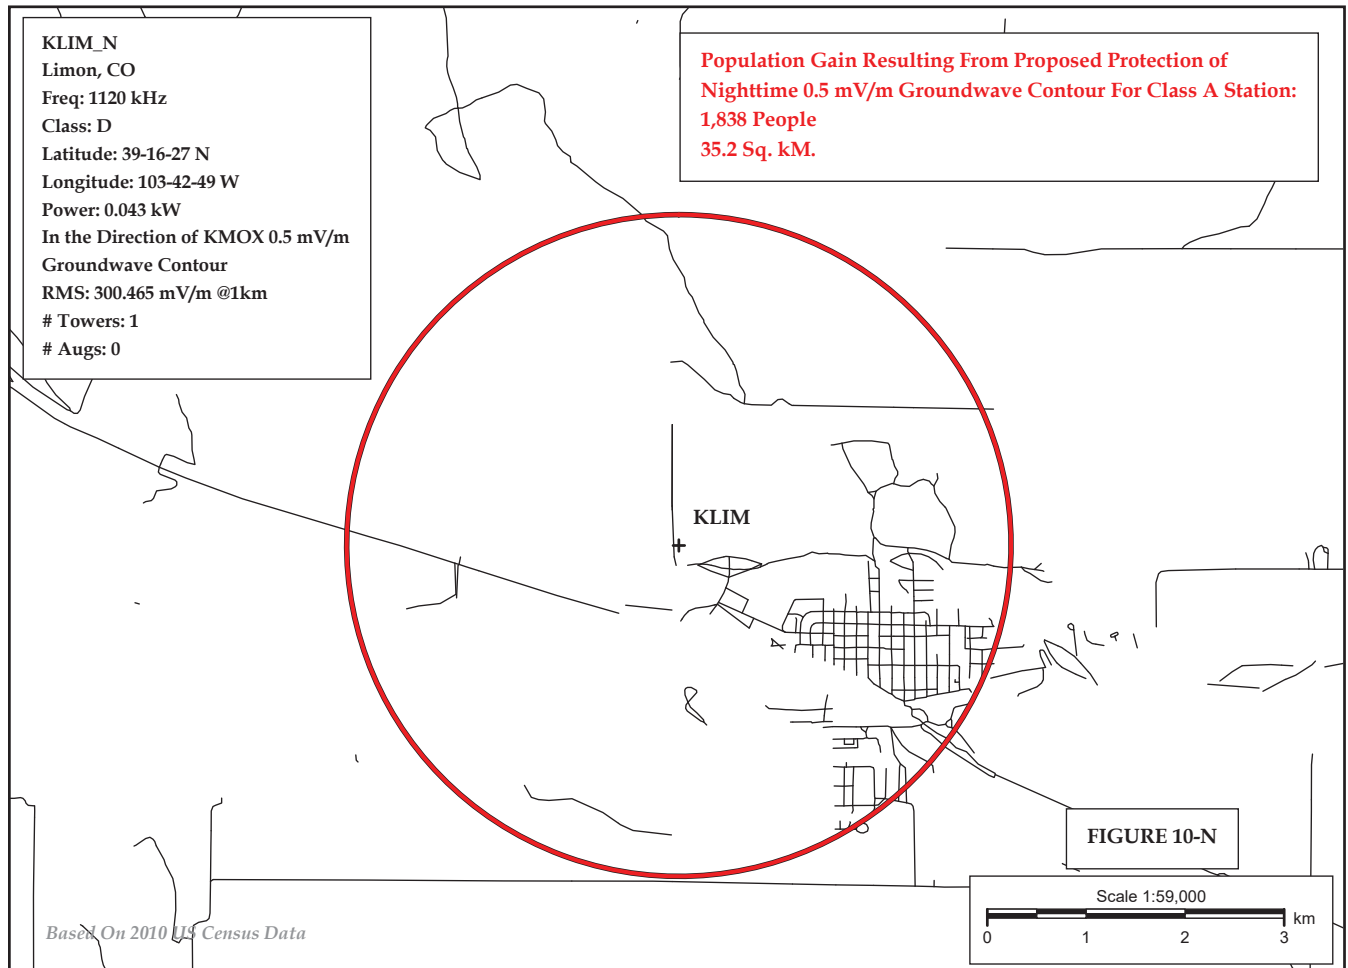 KLIM_N
Limon, CO
Freq: 1120 kHz
Class: D
Latitude: 39-16-27 N
Longitude: 103-42-49 W
Power: 0.043 kW
In the Direction of KMOX 0.5 mV/m
Groundwave Contour
RMS: 300.465 mV/m @1km
# Towers: 1
# Augs: 0
Population Gain Resulting From Proposed Protection of
Nighttime 0.5 mV/m Groundwave Contour For Class A Station:
1,838 People
35.2 Sq. kM.
KLIM
FIGURE 10-N
Scale 1:59,000
km
0 1 2 3
Based On 2010 US Census Data